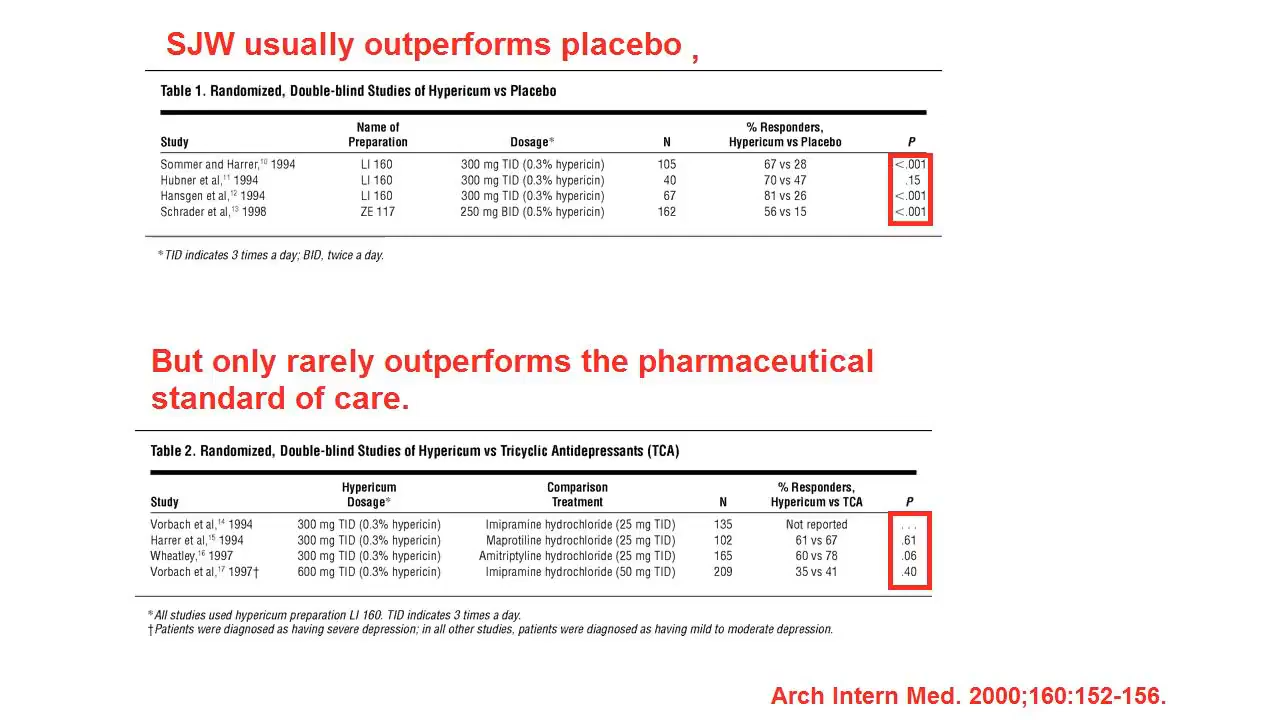 SJW usually outperforms placebo ,
Table 1. Randomized, Double-blind Studies of Hypericum vs Placebo
Study Name of Preparation Dosage* N % Responders, Hypericum vs Placebo P
Sommer and Harrer,10 1994 LI 160 300 mg TID (0.3% hypericin) 105 67 vs 28 <.001
Hubner et al,11 1994 LI 160 300 mg TID (0.3% hypericin) 40 70 vs 47 .15
Hansgen et al,12 1994 LI 160 300 mg TID (0.3% hypericin) 67 81 vs 26 <.001
Schrader et al,13 1998 ZE 117 250 mg BID (0.5% hypericin) 162 56 vs 15 <.001
*TID indicates 3 times a day; BID, twice a day.
But only rarely outperforms the pharmaceutical
standard of care.
Table 2. Randomized, Double-blind Studies of Hypericum vs Tricyclic Antidepressants (TCA)
Study Hypericum Dosage* Comparison Treatment N % Responders, Hypericum vs TCA P
Vorbach et al,14 1994 300 mg TID (0.3% hypericin) Imipramine hydrochloride (25 mg TID) 135 Not reported . . .
Harrer et al,15 1994 300 mg TID (0.3% hypericin) Maprotiline hydrochloride (25 mg TID) 102 61 vs 67 .61
Wheatley,16 1997 300 mg TID (0.3% hypericin) Amitriptyline hydrochloride (25 mg TID) 165 60 vs 78 .06
Vorbach et al,17 1997† 600 mg TID (0.3% hypericin) Imipramine hydrochloride (50 mg TID) 209 35 vs 41 .40
*All studies used hypericum preparation LI 160. TID indicates 3 times a day.
†Patients were diagnosed as having severe depression; in all other studies, patients were diagnosed as having mild to moderate depression.
Arch Intern Med. 2000;160:152-156.